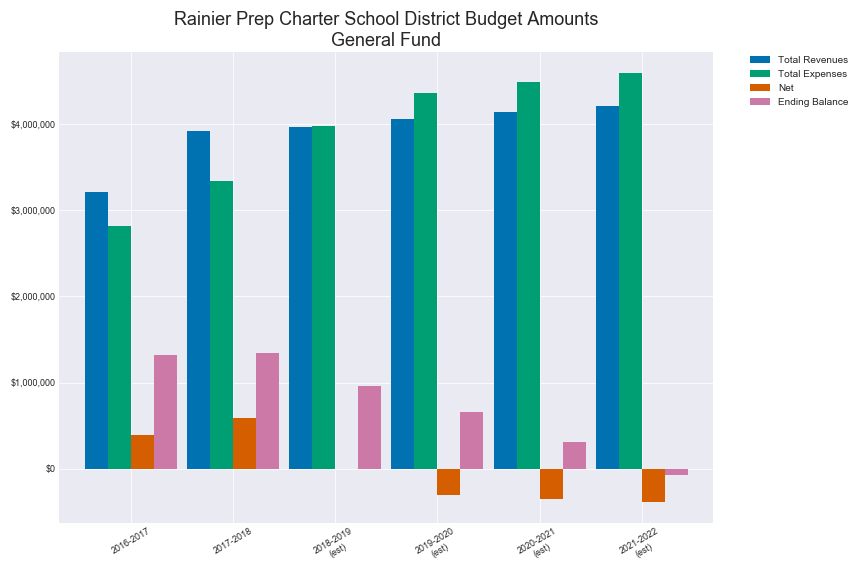 Rainier Prep Charter School District Budget Amounts
General Fund
Total Revenues
Total Expenses
Net
Ending Balance
$4,000,000
$3,000,000
$2,000,000
$1,000,000
$0
2016-2017
2017-2018
2018-2019
(est)
2019-2020
(est)
2020-2021
(est)
2021-2022
(est)